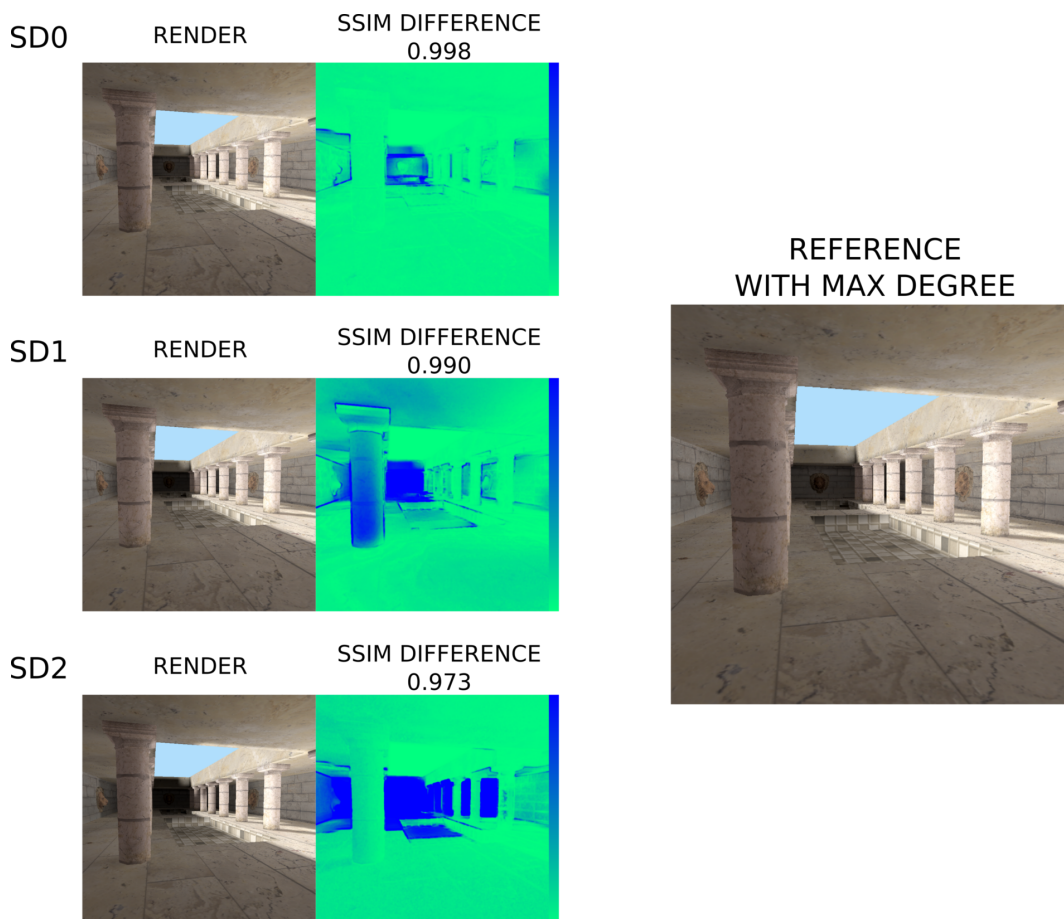 SD0
RENDER
SSIM DIFFERENCE
0.998
SD1
RENDER
SSIM DIFFERENCE
0.990
SD2
RENDER
SSIM DIFFERENCE
0.973
REFERENCE
WITH MAX DEGREE